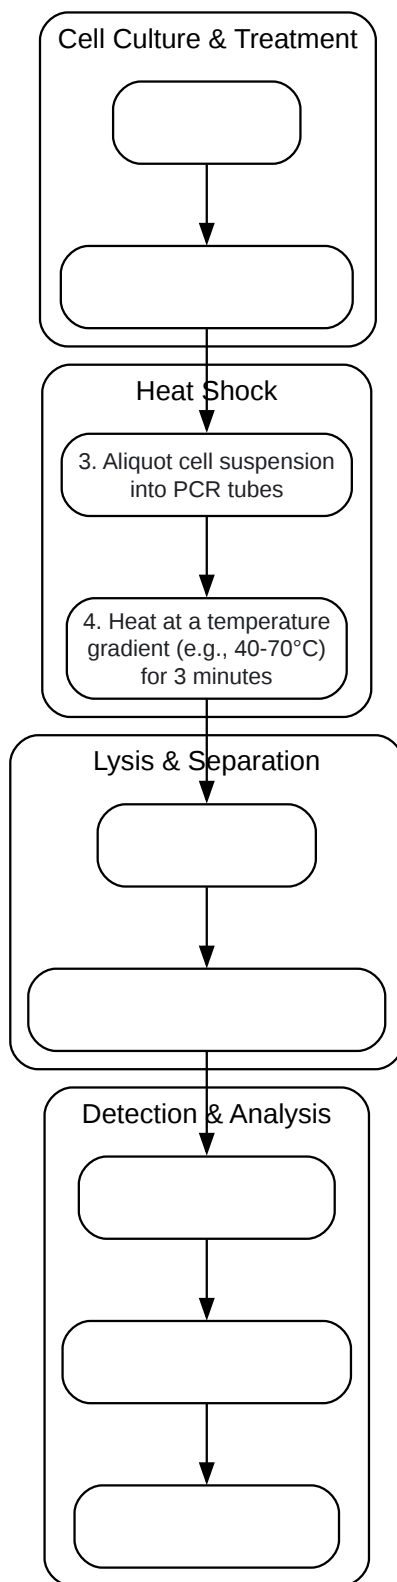 Cell Culture & Treatment
Heat Shock
3. Aliquot cell suspension
into PCR tubes
4. Heat at a temperature
gradient (e.g., 40-70°C)
for 3 minutes
Lysis & Separation
Detection & Analysis